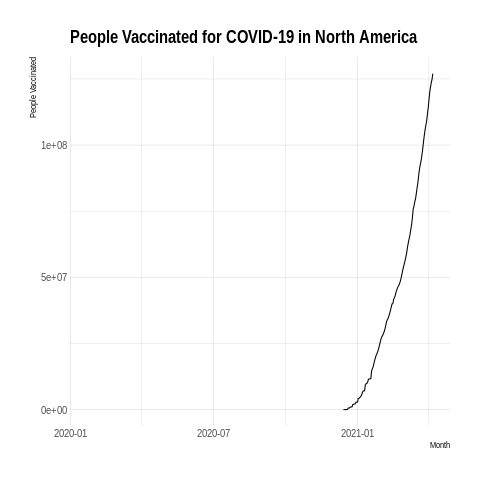 People Vaccinated for COVID-19 in North America
People Vaccinated
1e+08
5e+07
0e+00
2020-01 2020-07 2021-01
Month